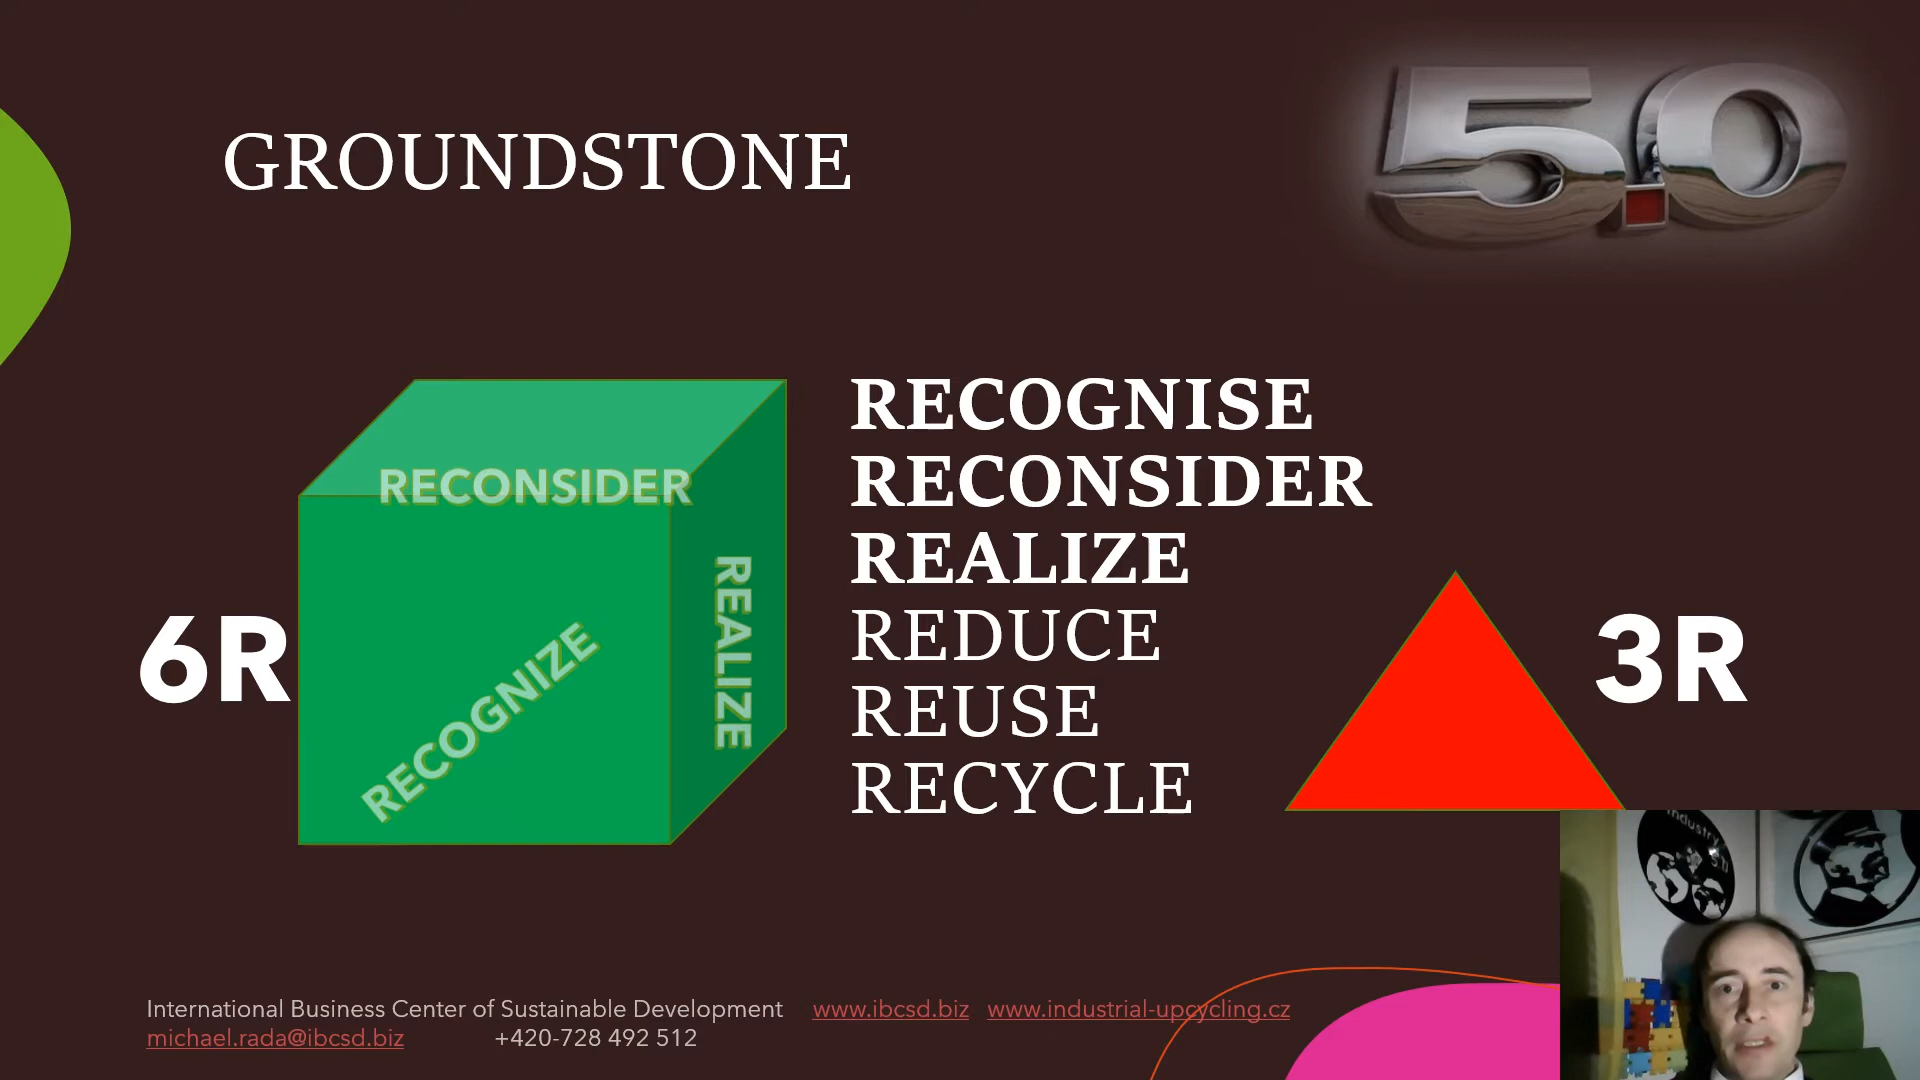 5.0
GROUNDSTONE
RECOGNISE
RECONSIDER
REALIZE
REDUCE
REUSE
RECYCLE
RECONSIDER
REALIZE
RECOGNIZE
6R
3R
Industry
International Business Center of Sustainable Development www.ibcsd.biz www.industrial-upcycling.cz
michael.rada@ibcsd.biz +420-728 492 512